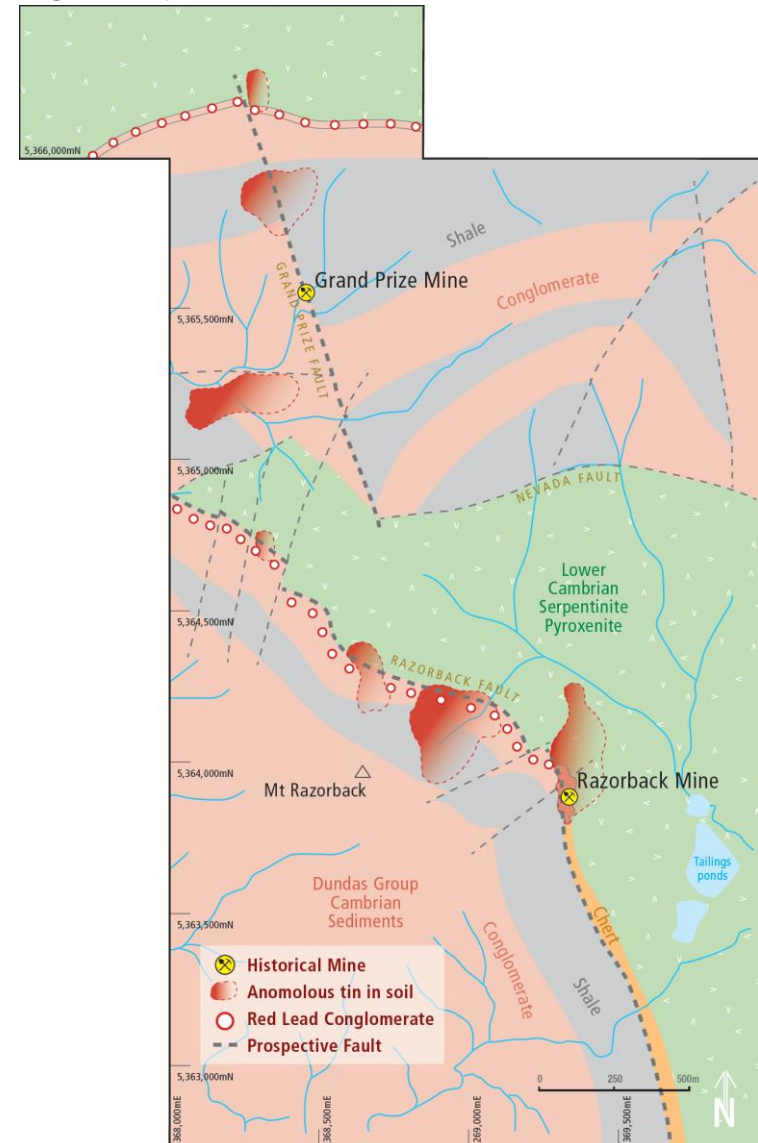 5,366,000mN
Shale
Grand Prize Mine
GRAND PRIZE FAULT
Conglomerate
5,365,500mN
5,365,000mN
NEVADA FAULT
Lower
Cambrian
Serpentinite
Pyroxenite
5,364,500mN
RAZORBACK FAULT
5,364,000mN
Mt Razorback
Razorback Mine
Tailings
ponds
Dundas Group
Cambrian
Sediments
Chert
5,363,500mN
Conglomerate
Shale
Historical Mine
Anomolous tin in soil
Red Lead Conglomerate
Prospective Fault
5,363,000mN
0 250 500m
N
368,000mE
368,500mE
269,000mE
369,500mE